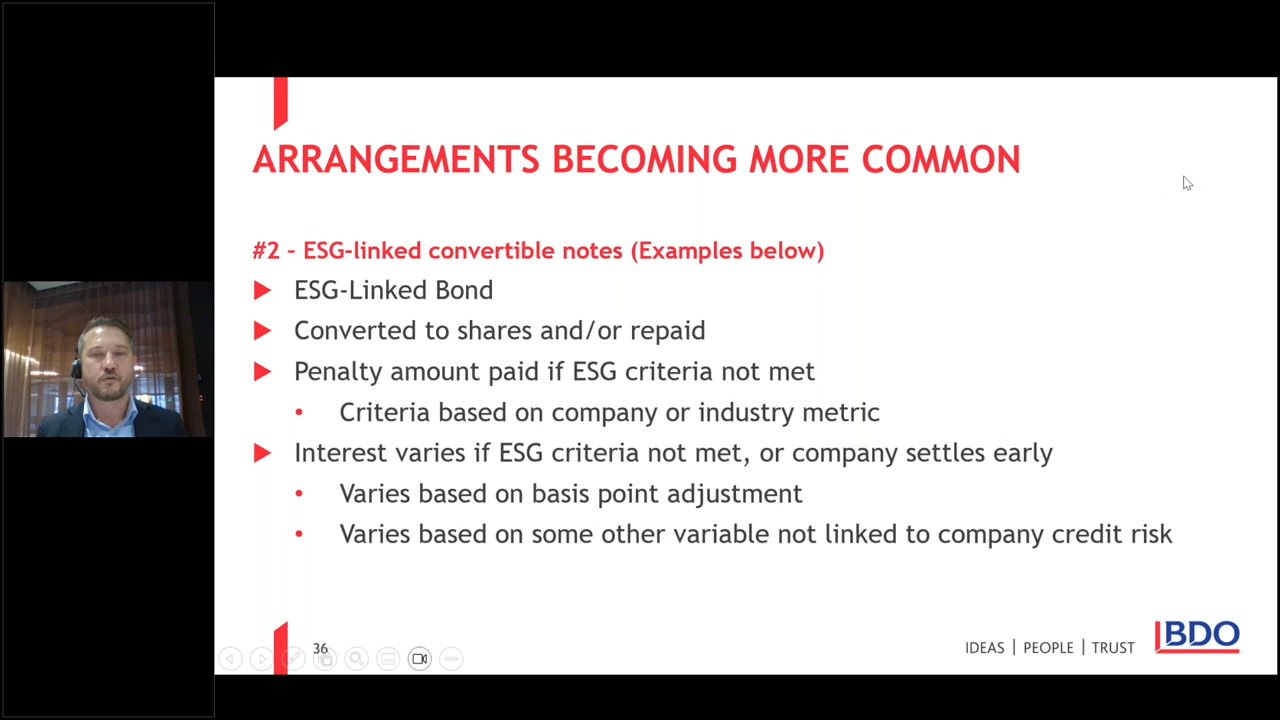 ARRANGEMENTS BECOMING MORE COMMON
#2 – ESG-linked convertible notes (Examples below)
ESG-Linked Bond
Converted to shares and/or repaid
Penalty amount paid if ESG criteria not met
Criteria based on company or industry metric
Interest varies if ESG criteria not met, or company settles early
Varies based on basis point adjustment
Varies based on some other variable not linked to company credit risk
36
IDEAS | PEOPLE | TRUST
BDO